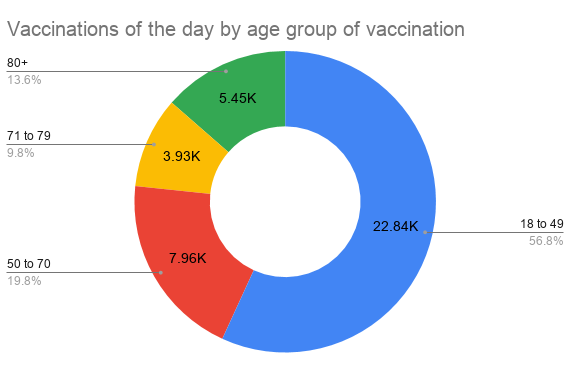 Vaccinations of the day by age group of vaccination
80+
13.6%
5.45K
71 to 79
9.8%
3.93K
18 to 49
56.8%
22.84K
50 to 70
19.8%
7.96K